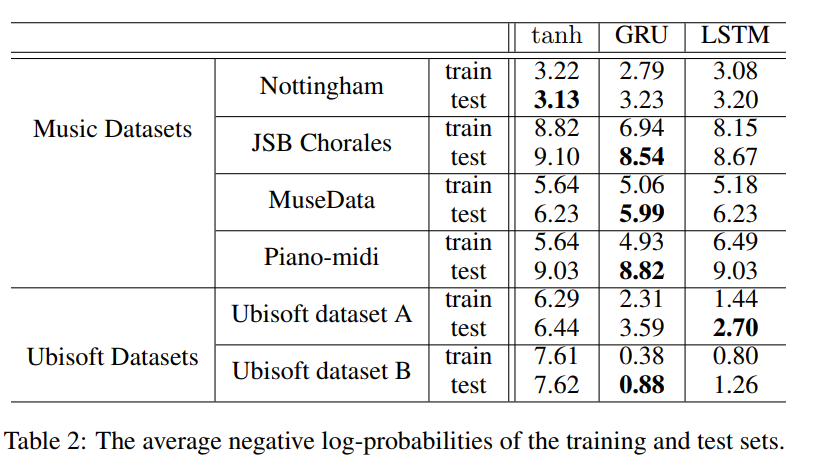 tanh GRU LSTM
Music Datasets Nottingham train 3.22 2.79 3.08
test 3.13 3.23 3.20
JSB Chorales train 8.82 6.94 8.15
test 9.10 8.54 8.67
MuseData train 5.64 5.06 5.18
test 6.23 5.99 6.23
Piano-midi train 5.64 4.93 6.49
test 9.03 8.82 9.03
Ubisoft Datasets Ubisoft dataset A train 6.29 2.31 1.44
test 6.44 3.59 2.70
Ubisoft dataset B train 7.61 0.38 0.80
test 7.62 0.88 1.26
Table 2: The average negative log-probabilities of the training and test sets.